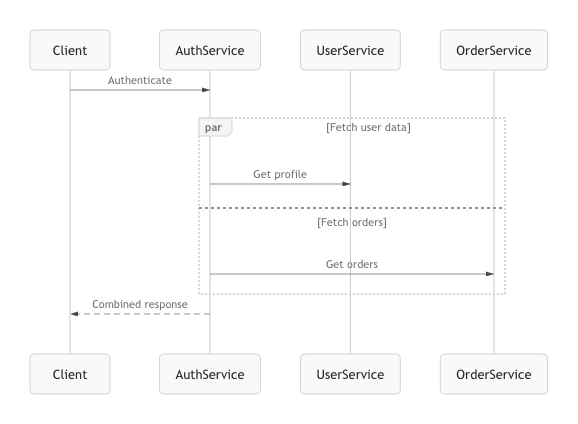 Client
AuthService
UserService
OrderService
Authenticate
par
[Fetch user data]
Get profile
[Fetch orders]
Get orders
Combined response
Client
AuthService
UserService
OrderService